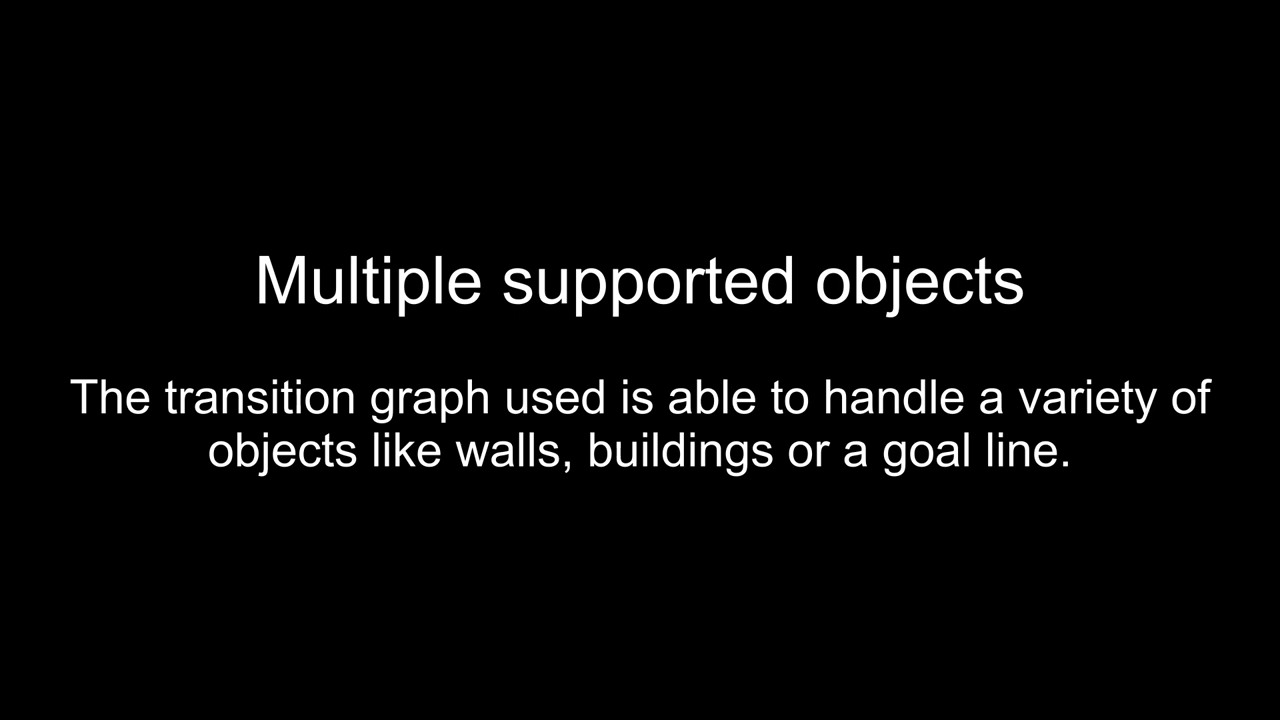 Multiple supported objects
The transition graph used is able to handle a variety of
objects like walls, buildings or a goal line.